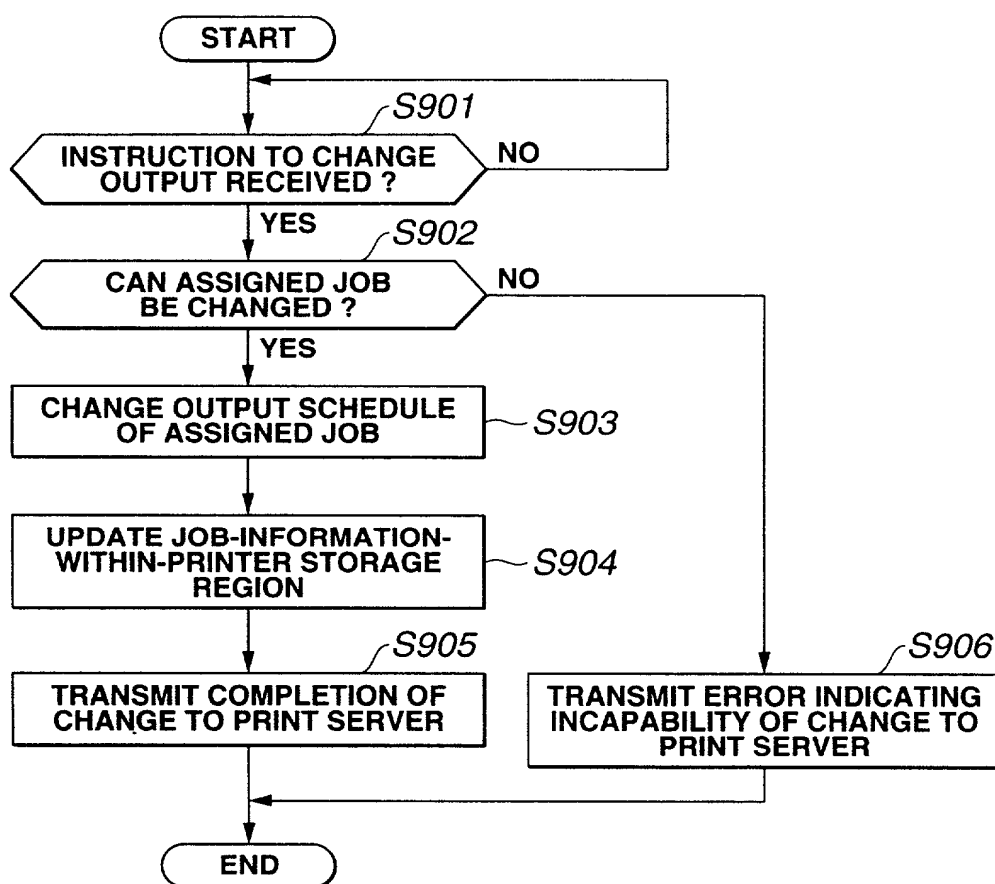 START
S901
INSTRUCTION TO CHANGE
OUTPUT RECEIVED ?
NO
YES
S902
CAN ASSIGNED JOB
BE CHANGED ?
NO
YES
CHANGE OUTPUT SCHEDULE
OF ASSIGNED JOB
S903
UPDATE JOB-INFORMATION-
WITHIN-PRINTER STORAGE
REGION
S904
S905
TRANSMIT COMPLETION OF
CHANGE TO PRINT SERVER
S906
TRANSMIT ERROR INDICATING
INCAPABILITY OF CHANGE TO
PRINT SERVER
END